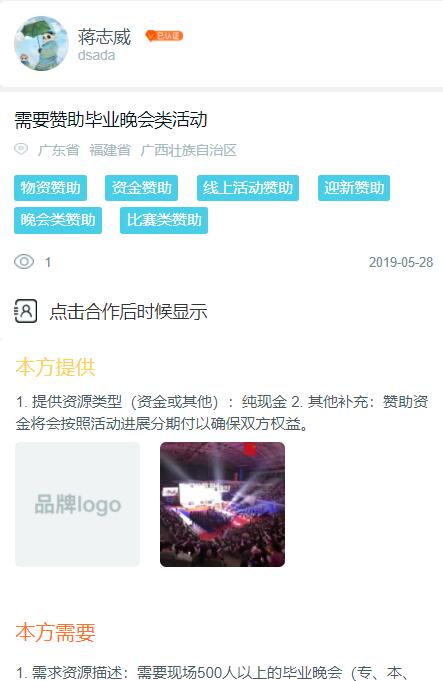 蒋志威
已认证
dsada
需要赞助毕业晚会类活动
广东省 福建省 广西壮族自治区
物资赞助 资金赞助 线上活动赞助 迎新赞助
晚会类赞助 比赛类赞助
1 2019-05-28
点击合作后时候显示
本方提供
1. 提供资源类型（资金或其他）：纯现金 2. 其他补充：赞助资
金将会按照活动进展分期付以确保双方权益。
品牌logo
本方需要
1. 需求资源描述：需要现场500人以上的毕业晚会（专、本、